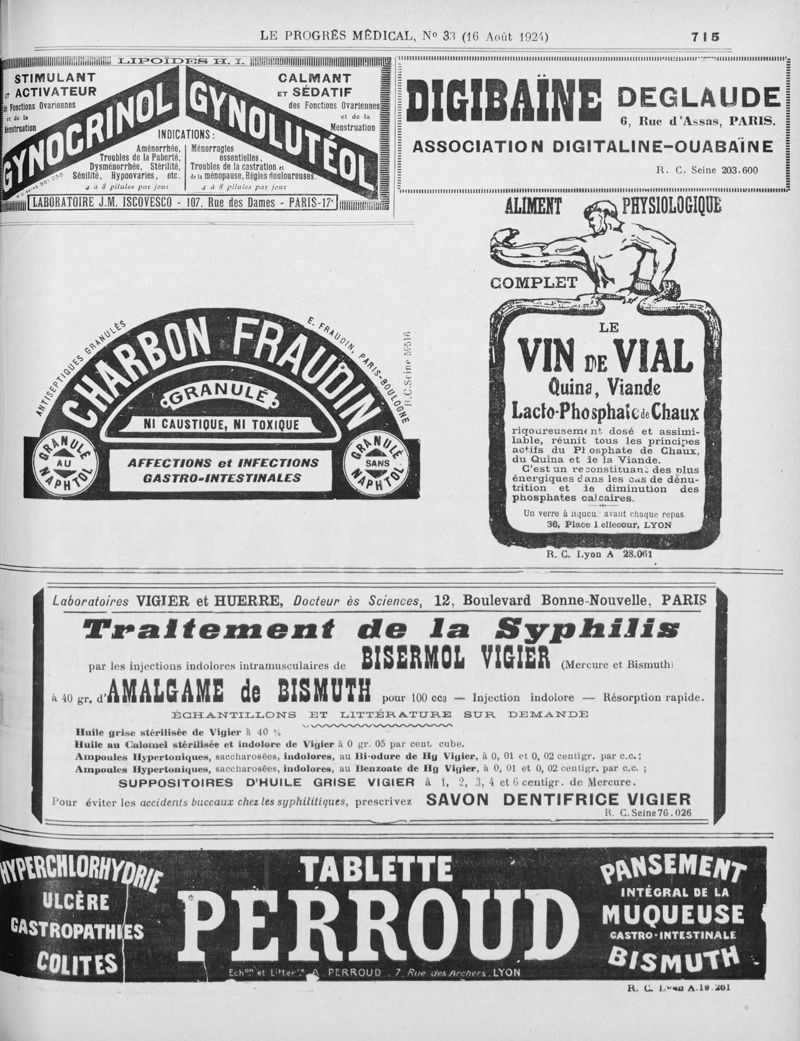 LE PROGRÈS MÉDICAL, No 33 (16 Août 1924) 715
LIPOÏDES H. I.
STIMULANT
ET ACTIVATEUR
des Fonctions Ovariennes
et de la
Menstruation
GYNOCRINOL
CALMANT
ET SÉDATIF
des Fonctions Ovariennes
et de la
Menstruation
GYNOLUTÉOL
INDICATIONS:
Aménorrhée,
Troubles de la Puberté,
Dysménorrhée, Stérilité,
Sénilité, Hypoovaries, etc.
4 à 8 pilules par jour
Ménorragies
essentielles,
Troubles de la castration et
de la ménopause, Règles douloureuses.
4 à 8 pilules par jour
LABORATOIRE J.M. ISCOVESCO - 107, Rue des Dames - PARIS-17e
DIGIBAÏNE DEGLAUDE
6, Rue d'Assas, PARIS.
ASSOCIATION DIGITALINE-OUABAÏNE
R. C. Seine 203.600
ANTISEPTIQUES GRANULÉS
E. FRAUDIN, PARIS-BOULOGNE
R.C. Seine 59516
CHARBON FRAUDIN
GRANULÉ
NI CAUSTIQUE, NI TOXIQUE
GRANULÉ
AU
NAPHTOL
AFFECTIONS et INFECTIONS
GASTRO-INTESTINALES
GRANULÉ
SANS
NAPHTOL
ALIMENT PHYSIOLOGIQUE
COMPLET
LE
VIN DE VIAL
Quina, Viande
Lacto-Phosphate de Chaux
rigoureusement dosé et assimi-
lable, réunit tous les principes
actifs du Phosphate de Chaux,
du Quina et de la Viande.
C'est un reconstituant des plus
énergiques dans les cas de dénu-
trition et de diminution des
phosphates calcaires.
Un verre à liqueur avant chaque repas.
36, Place Bellecour, LYON
R. C. Lyon A 28.061
Laboratoires VIGIER et HUERRE, Docteur ès Sciences, 12, Boulevard Bonne-Nouvelle, PARIS
Traitement de la Syphilis
par les injections indolores intramusculaires de BISERMOL VIGIER (Mercure et Bismuth)
à 40 gr. d'AMALGAME de BISMUTH pour 100 cc3 — Injection indolore — Résorption rapide.
ÉCHANTILLONS ET LITTÉRATURE SUR DEMANDE
Huile grise stérilisée de Vigier à 40 %
Huile au Calomel stérilisée et indolore de Vigier à 0 gr. 05 par cent. cube.
Ampoules Hypertoniques, saccharosées, indolores, au Bi-odure de Hg Vigier, à 0, 01 et 0, 02 centigr. par c.c.;
Ampoules Hypertoniques, saccharosées, indolores, au Benzoate de Hg Vigier, à 0, 01 et 0, 02 centigr. par c.c. ;
SUPPOSITOIRES D'HUILE GRISE VIGIER à 1, 2, 3, 4 et 6 centigr. de Mercure.
Pour éviter les accidents buccaux chez les syphilitiques, prescrivez SAVON DENTIFRICE VIGIER
R. C. Seine 76.026
HYPERCHLORHYDRIE
ULCÈRE
GASTROPATHIES
COLITES
TABLETTE
PERROUD
Echon et Littérre PERROUD . 7, Rue des Archers . LYON
PANSEMENT
INTÉGRAL DE LA
MUQUEUSE
GASTRO-INTESTINALE
BISMUTH
R. C. Lyon A.19.261